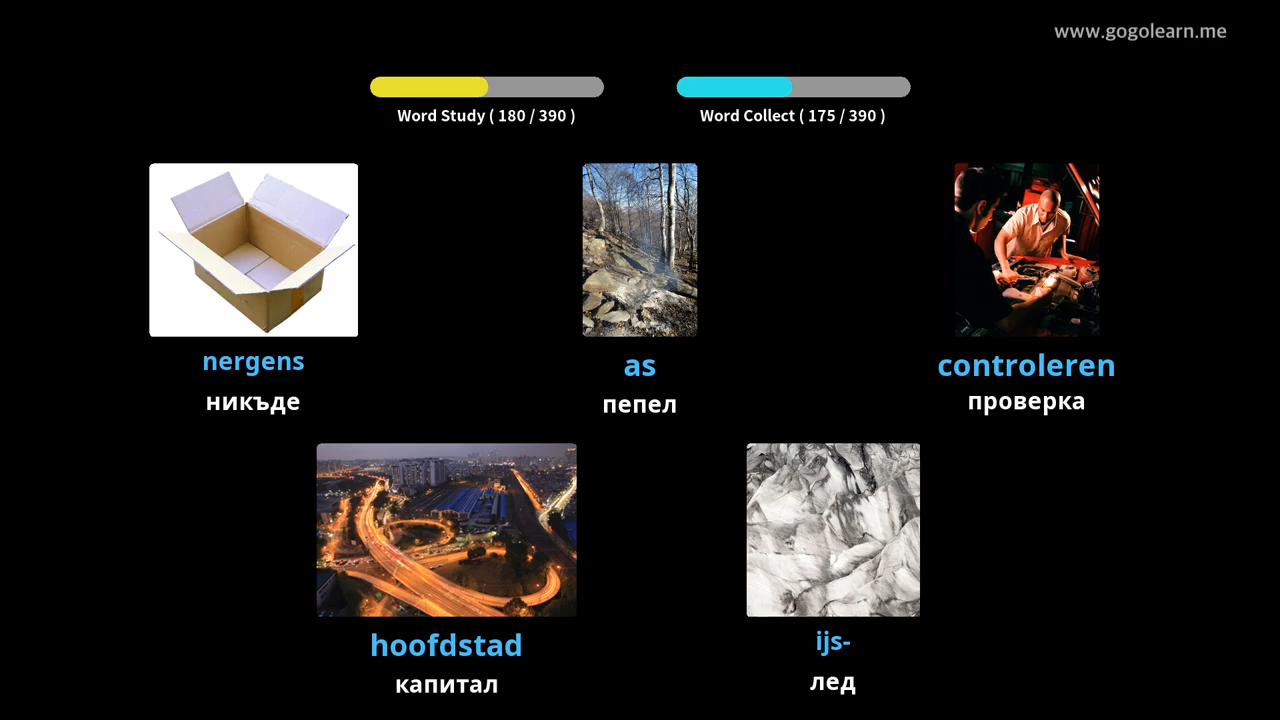 www.gogolearn.me
Word Study ( 180 / 390 )
Word Collect ( 175 / 390 )
nergens
никъде
as
пепел
controleren
проверка
hoofdstad
капитал
ijs-
лед